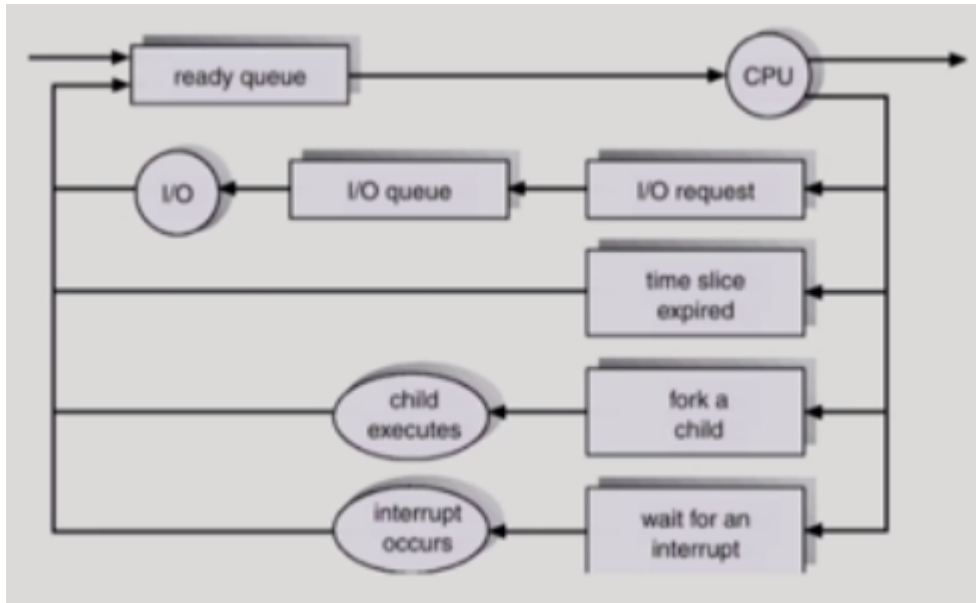 ready queue
CPU
I/O
I/O queue
I/O request
time slice
expired
child
executes
fork a
child
interrupt
occurs
wait for an
interrupt